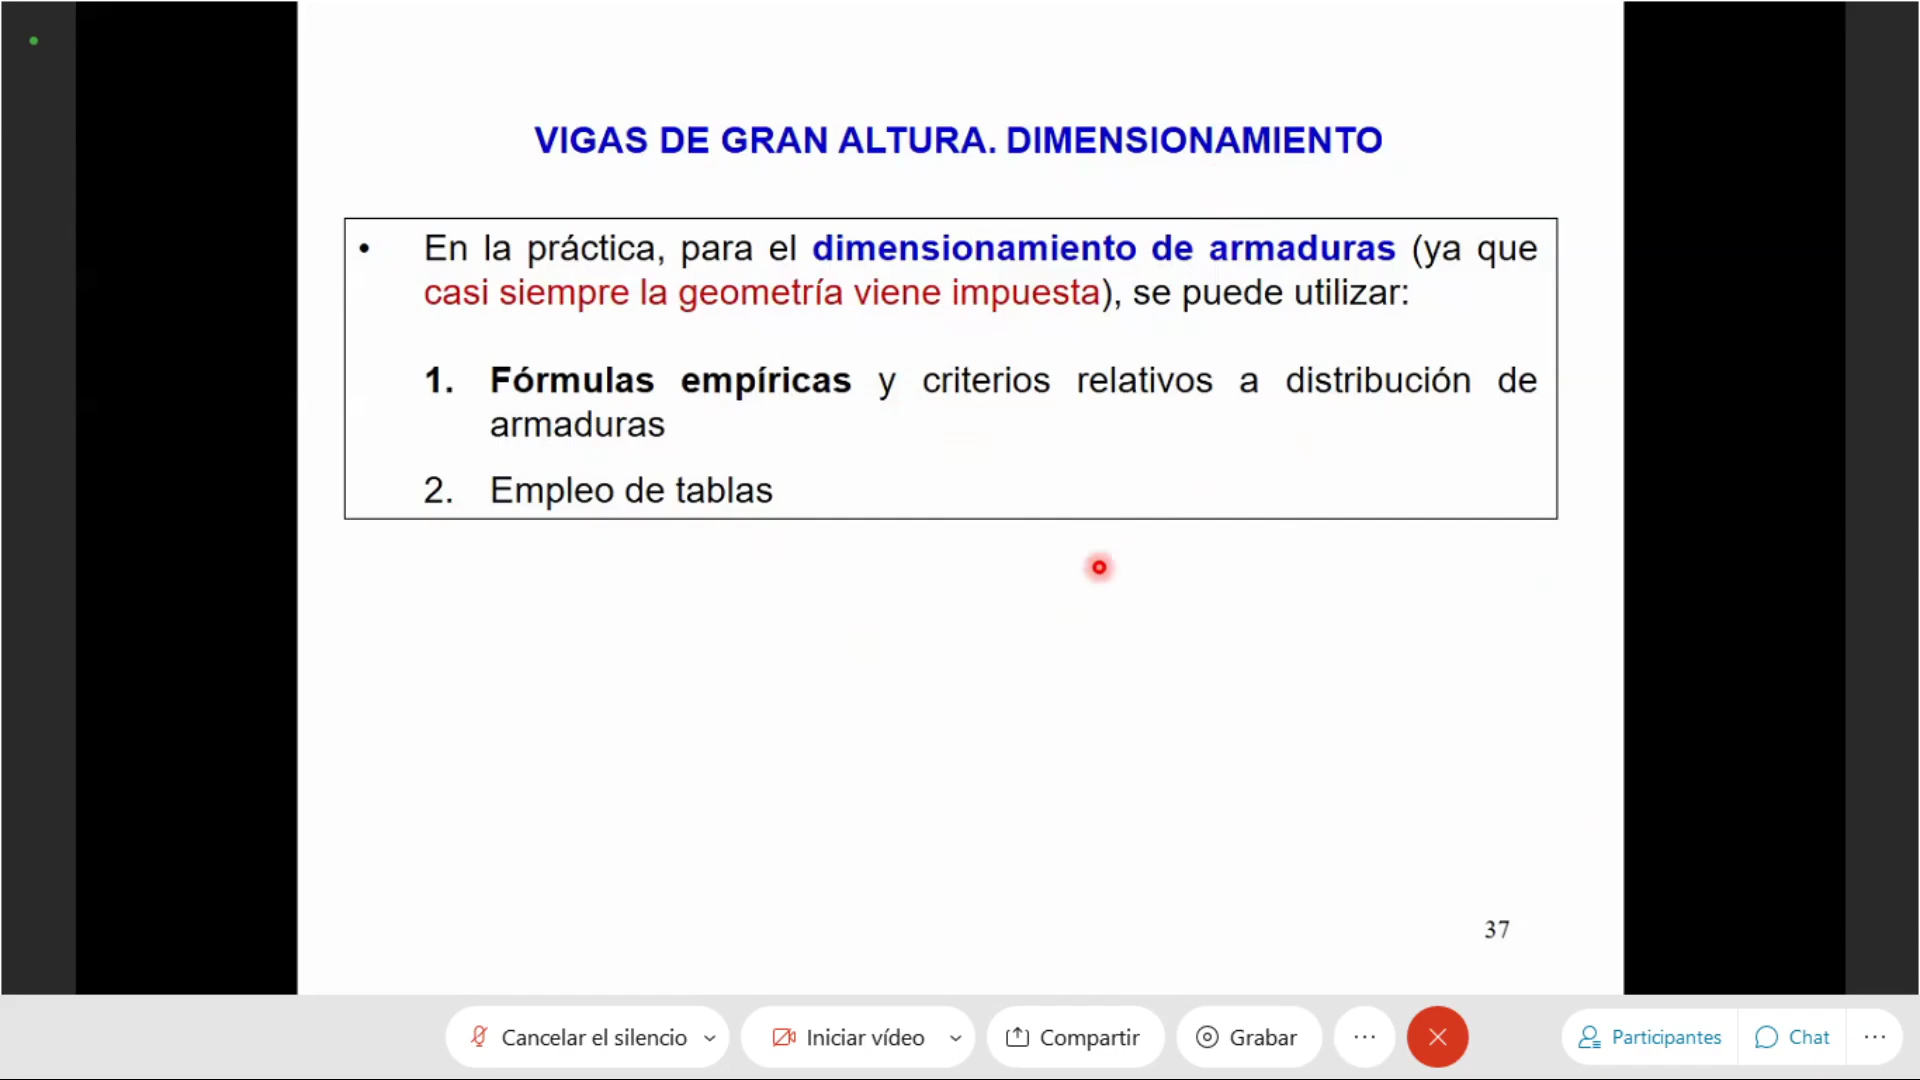 VIGAS DE GRAN ALTURA. DIMENSIONAMIENTO
• En la práctica, para el dimensionamiento de armaduras (ya que
casi siempre la geometría viene impuesta), se puede utilizar:
1. Fórmulas empíricas y criterios relativos a distribución de
armaduras
2. Empleo de tablas
37
Cancelar el silencio
Iniciar vídeo
Compartir
Grabar
Participantes
Chat